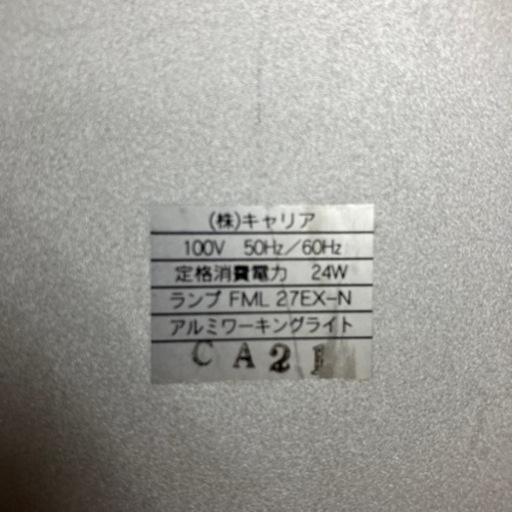 (株)キャリア
100V 50Hz／60Hz
定格消費電力 24W
ランプ FML 27EX-N
アルミワーキングライト
CA21